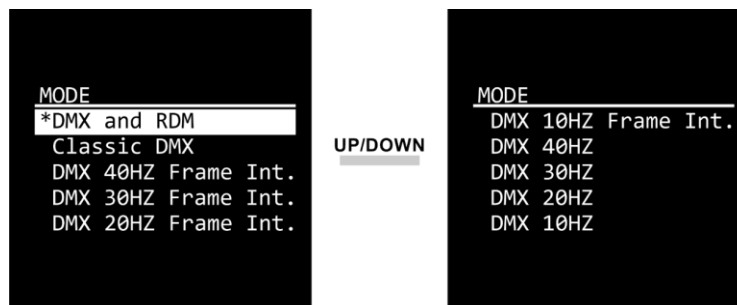 MODE
*DMX and RDM
Classic DMX
DMX 40HZ Frame Int.
DMX 30HZ Frame Int.
DMX 20HZ Frame Int.
UP/DOWN
MODE
DMX 10HZ Frame Int.
DMX 40HZ
DMX 30HZ
DMX 20HZ
DMX 10HZ